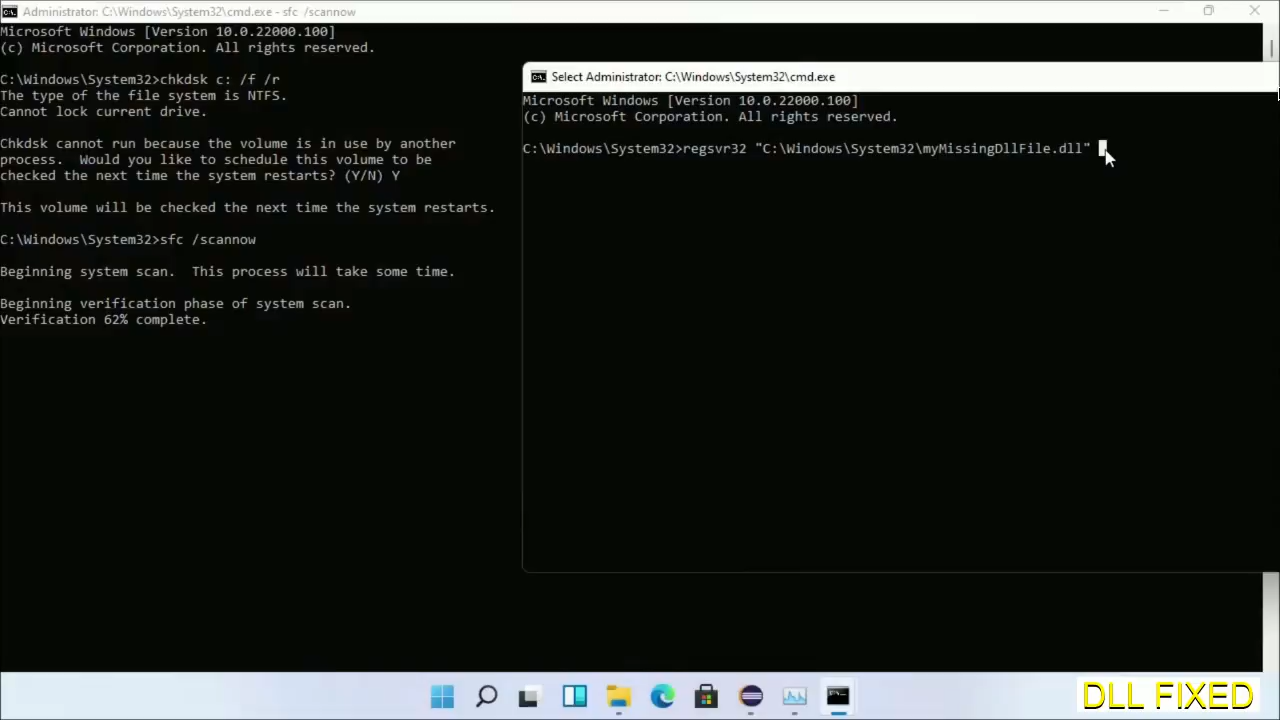 Administrator: C:\Windows\System32\cmd.exe - sfc /scannow
Microsoft Windows [Version 10.0.22000.100]
(c) Microsoft Corporation. All rights reserved.
C:\Windows\System32>chkdsk c: /f /r
The type of the file system is NTFS.
Cannot lock current drive.
Chkdsk cannot run because the volume is in use by another
process.  Would you like to schedule this volume to be
checked the next time the system restarts? (Y/N) Y
This volume will be checked the next time the system restarts.
C:\Windows\System32>sfc /scannow
Beginning system scan.  This process will take some time.
Beginning verification phase of system scan.
Verification 62% complete.
Select Administrator: C:\Windows\System32\cmd.exe
Microsoft Windows [Version 10.0.22000.100]
(c) Microsoft Corporation. All rights reserved.
C:\Windows\System32>regsvr32 "C:\Windows\System32\myMissingDllFile.dll"
DLL FIXED